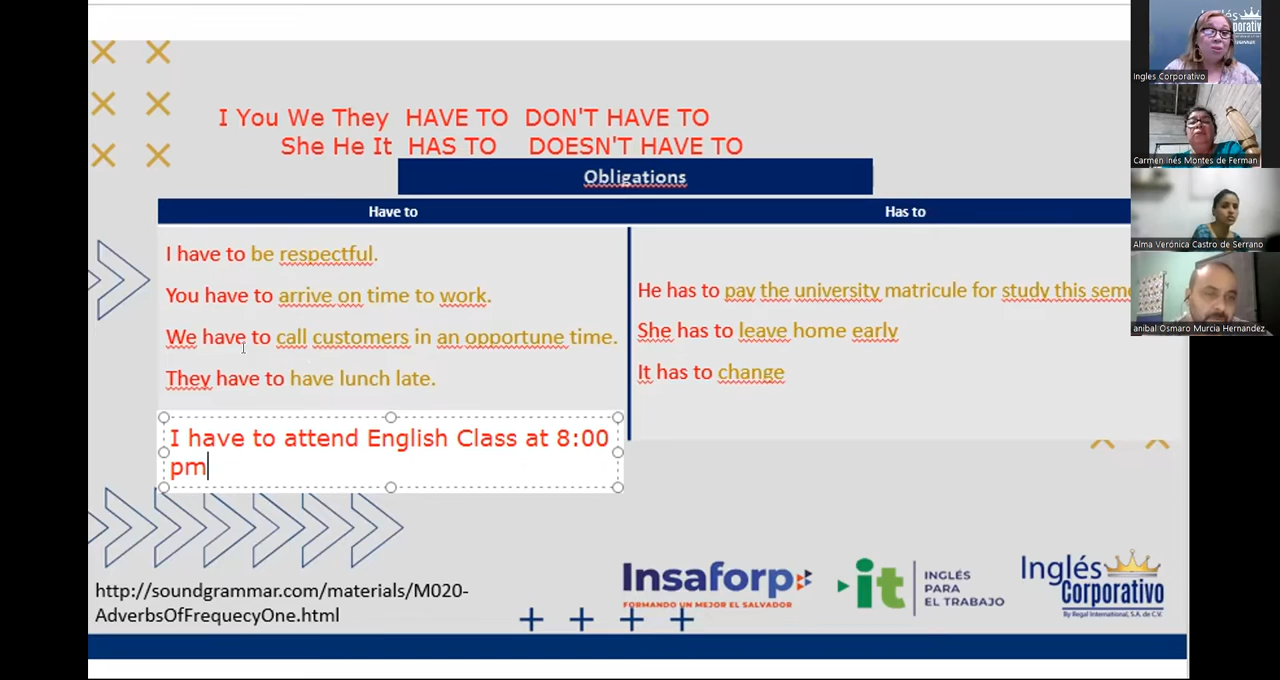 I You We They HAVE TO DON'T HAVE TO
She He It HAS TO DOESN'T HAVE TO
Obligations
Have to
Has to
I have to be respectful.
You have to arrive on time to work.
We have to call customers in an opportune time.
They have to have lunch late.
He has to pay the university matricule for study this seme
She has to leave home early
It has to change
I have to attend English Class at 8:00
pm
http://soundgrammar.com/materials/M020-
AdverbsOfFrequecyOne.html
Insaforp
FORMANDO UN MEJOR EL SALVADOR
it
INGLÉS
PARA
EL TRABAJO
Inglés
Corporativo
By Regal International, S.A. de C.V.
Inglés
orporativo
Ingles Corporativo
Carmen inés Montes de Ferman
Alma Verónica Castro de Serrano
anibal Osmaro Murcia Hernandez